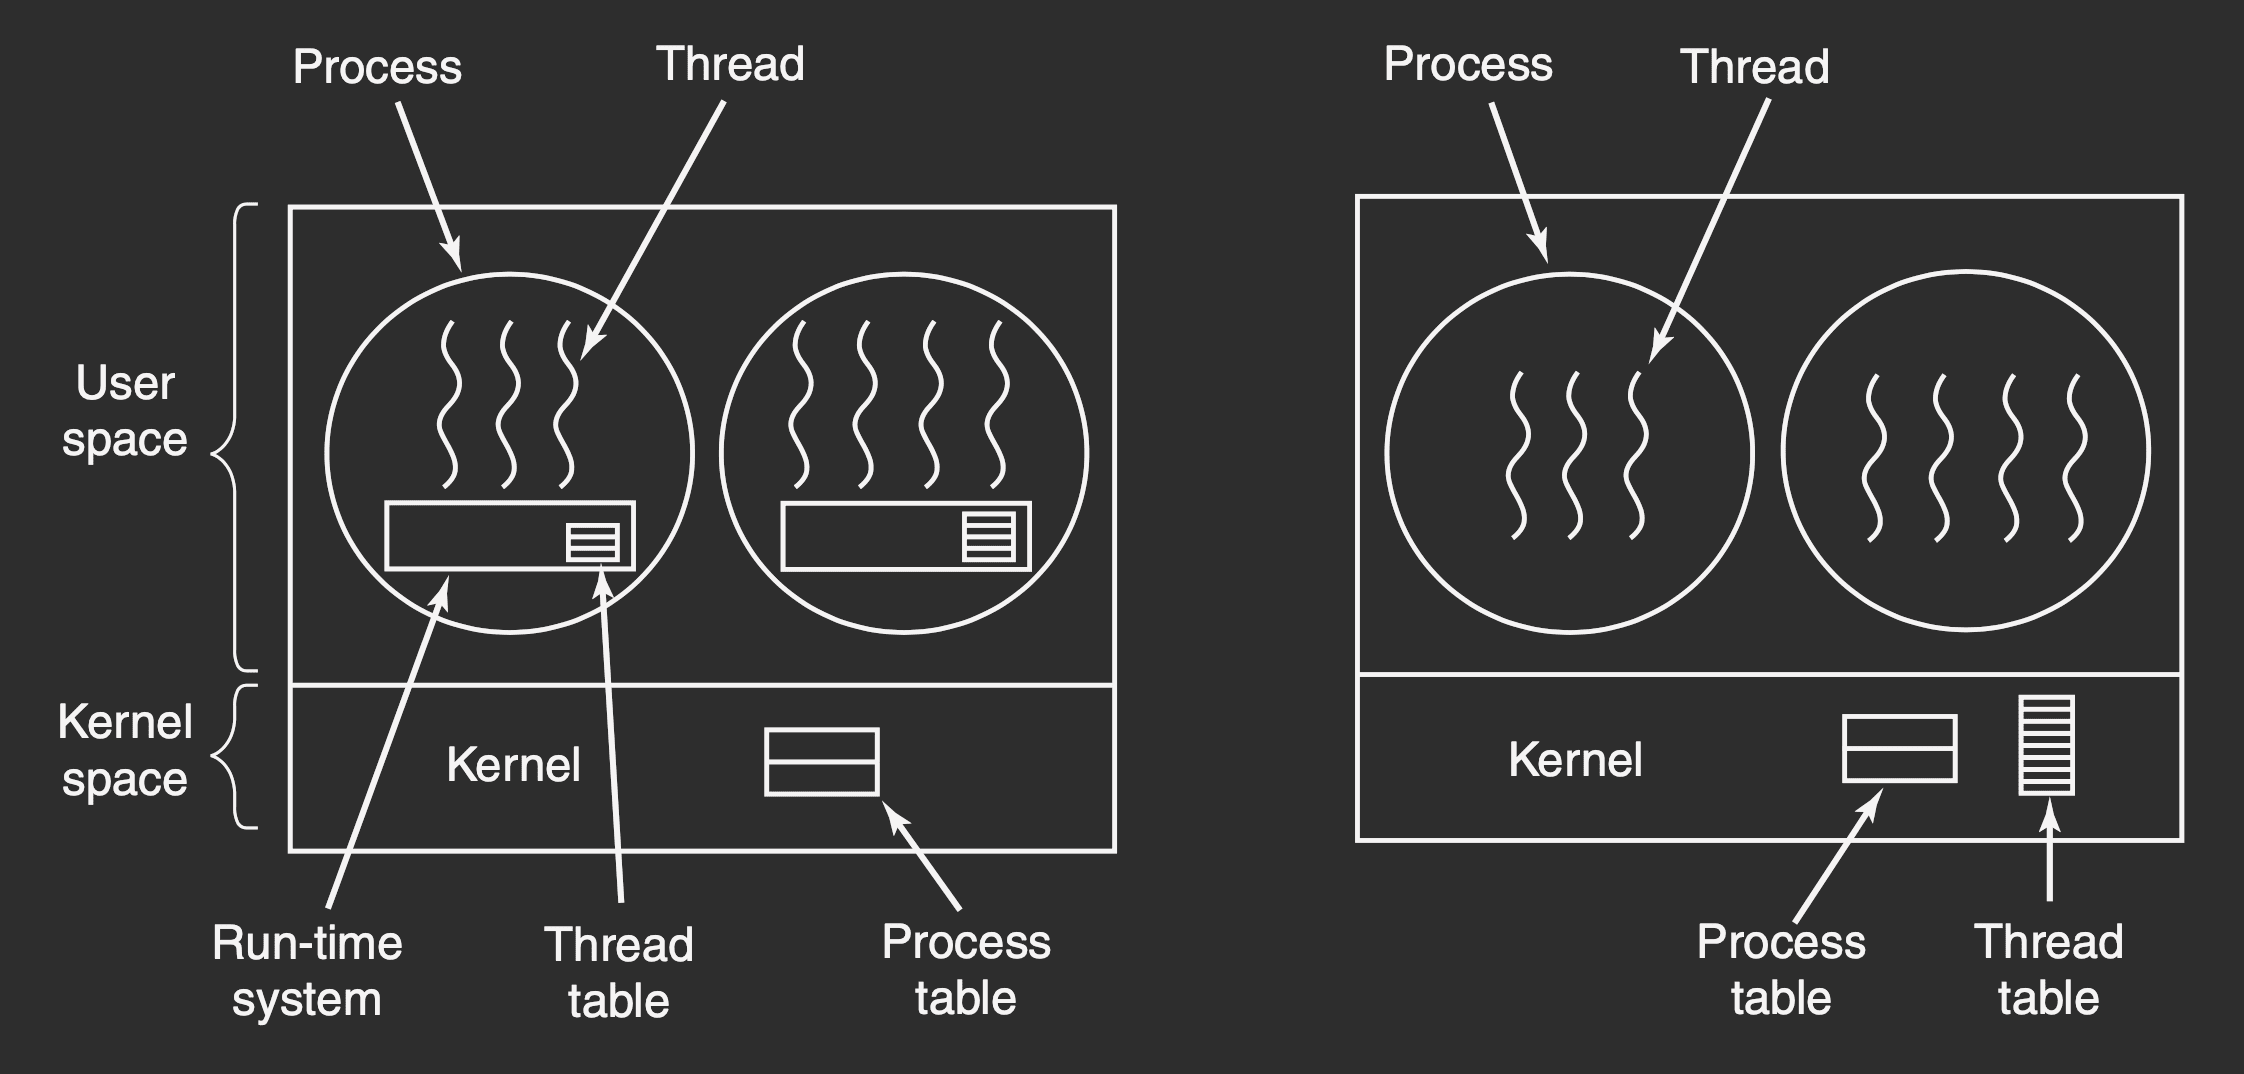 Process
Thread
User
space
Kernel
space
Kernel
Run-time
system
Thread
table
Process
table
Process
Thread
Kernel
Process
table
Thread
table